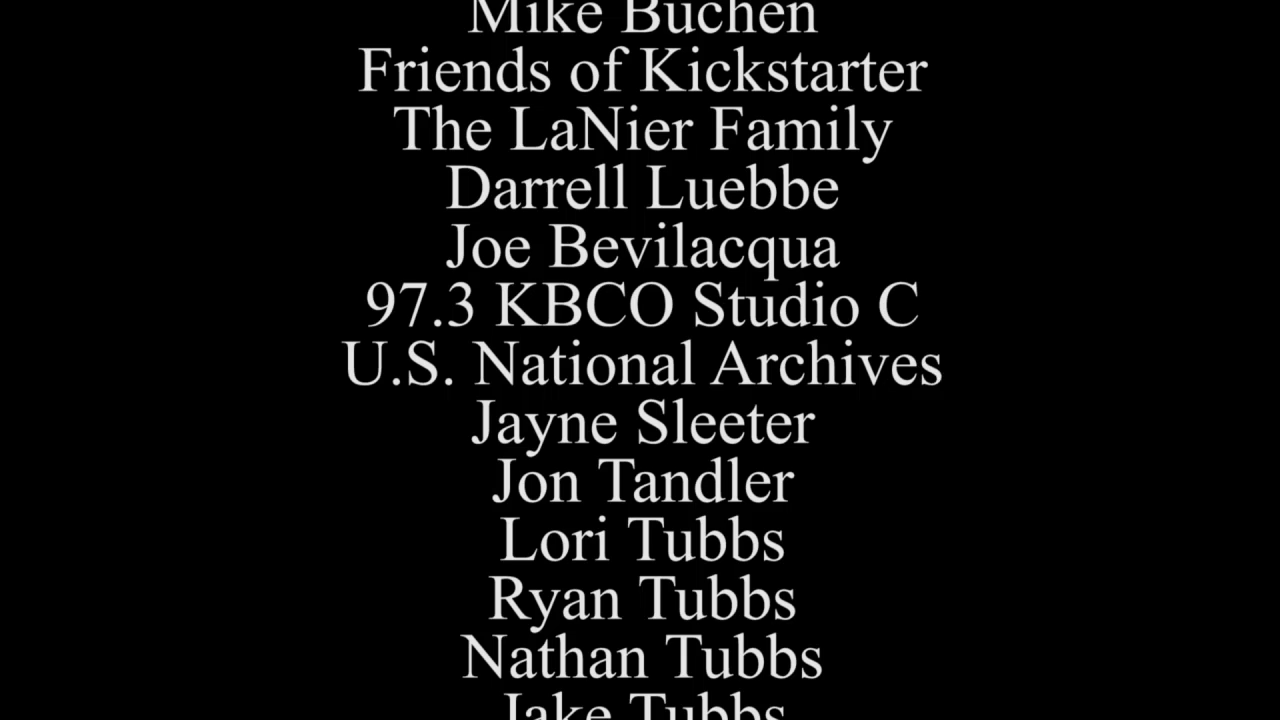 Mike Buchen
Friends of Kickstarter
The LaNier Family
Darrell Luebbe
Joe Bevilacqua
97.3 KBCO Studio C
U.S. National Archives
Jayne Sleeter
Jon Tandler
Lori Tubbs
Ryan Tubbs
Nathan Tubbs
Jake Tubbs